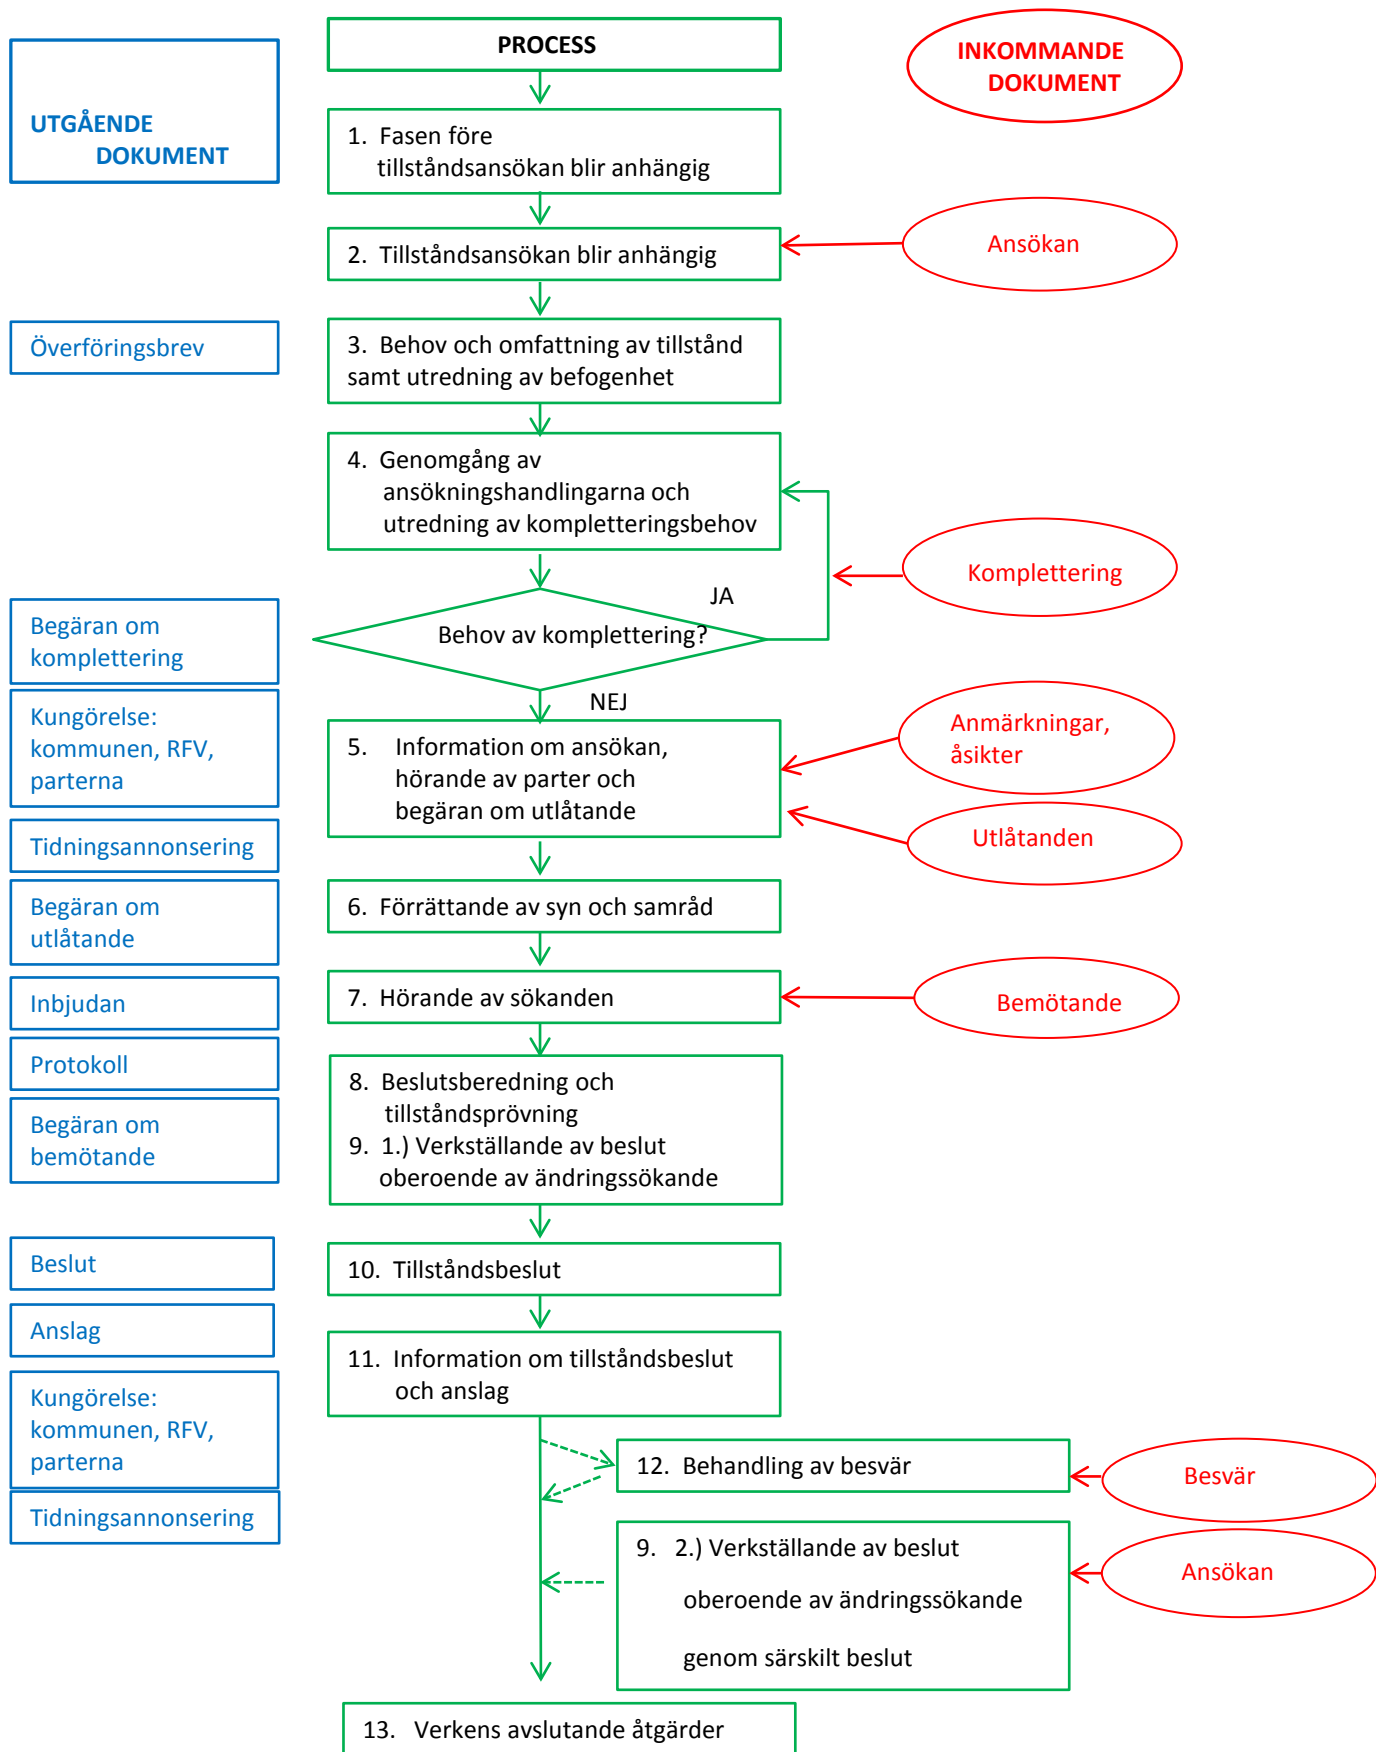 UTGÅENDE
DOKUMENT
PROCESS
INKOMMANDE
DOKUMENT
1. Fasen före
tillståndsansökan blir anhängig
2. Tillståndsansökan blir anhängig
Ansökan
Överföringsbrev
3. Behov och omfattning av tillstånd
samt utredning av befogenhet
4. Genomgång av
ansökningshandlingarna och
utredning av kompletteringsbehov
Komplettering
JA
Behov av komplettering?
NEJ
Begäran om
komplettering
Kungörelse:
kommunen, RFV,
parterna
5. Information om ansökan,
hörande av parter och
begäran om utlåtande
Anmärkningar,
åsikter
Utlåtanden
Tidningsannonsering
Begäran om
utlåtande
6. Förrättande av syn och samråd
Inbjudan
7. Hörande av sökanden
Bemötande
Protokoll
Begäran om
bemötande
8. Beslutsberedning och
tillståndsprövning
9. 1.) Verkställande av beslut
oberoende av ändringssökande
Beslut
10. Tillståndsbeslut
Anslag
11. Information om tillståndsbeslut
och anslag
Kungörelse:
kommunen, RFV,
parterna
12. Behandling av besvär
Besvär
Tidningsannonsering
9. 2.) Verkställande av beslut
oberoende av ändringssökande
genom särskilt beslut
Ansökan
13. Verkens avslutande åtgärder